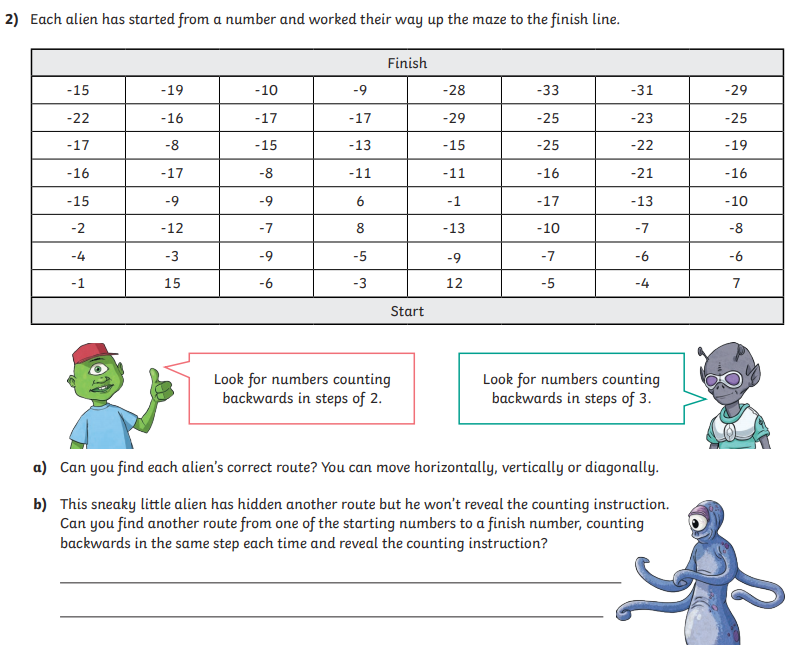 2) Each alien has started from a number and worked their way up the maze to the finish line.
Finish
-15 -19 -10 -9 -28 -33 -31 -29
-22 -16 -17 -17 -29 -25 -23 -25
-17 -8 -15 -13 -15 -25 -22 -19
-16 -17 -8 -11 -11 -16 -21 -16
-15 -9 -9 6 -1 -17 -13 -10
-2 -12 -7 8 -13 -10 -7 -8
-4 -3 -9 -5 -9 -7 -6 -6
-1 15 -6 -3 12 -5 -4 7
Start
Look for numbers counting
backwards in steps of 2.
Look for numbers counting
backwards in steps of 3.
a) Can you find each alien's correct route? You can move horizontally, vertically or diagonally.
b) This sneaky little alien has hidden another route but he won't reveal the counting instruction.
Can you find another route from one of the starting numbers to a finish number, counting
backwards in the same step each time and reveal the counting instruction?